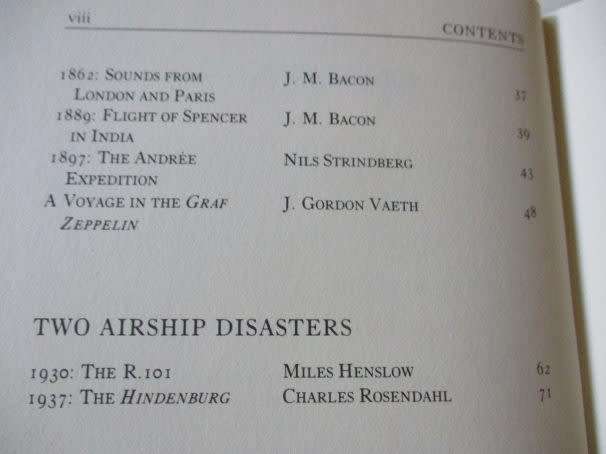 viii CONTENTS
1862: SOUNDS FROM J. M. BACON
LONDON AND PARIS 37
1889: FLIGHT OF SPENCER J. M. BACON
IN INDIA 39
1897: THE ANDRÉE NILS STRINDBERG
EXPEDITION 43
A VOYAGE IN THE GRAF J. GORDON VAETH 48
ZEPPELIN
TWO AIRSHIP DISASTERS
1930: THE R.101 MILES HENSLOW 62
1937: THE HINDENBURG CHARLES ROSENDAHL 71